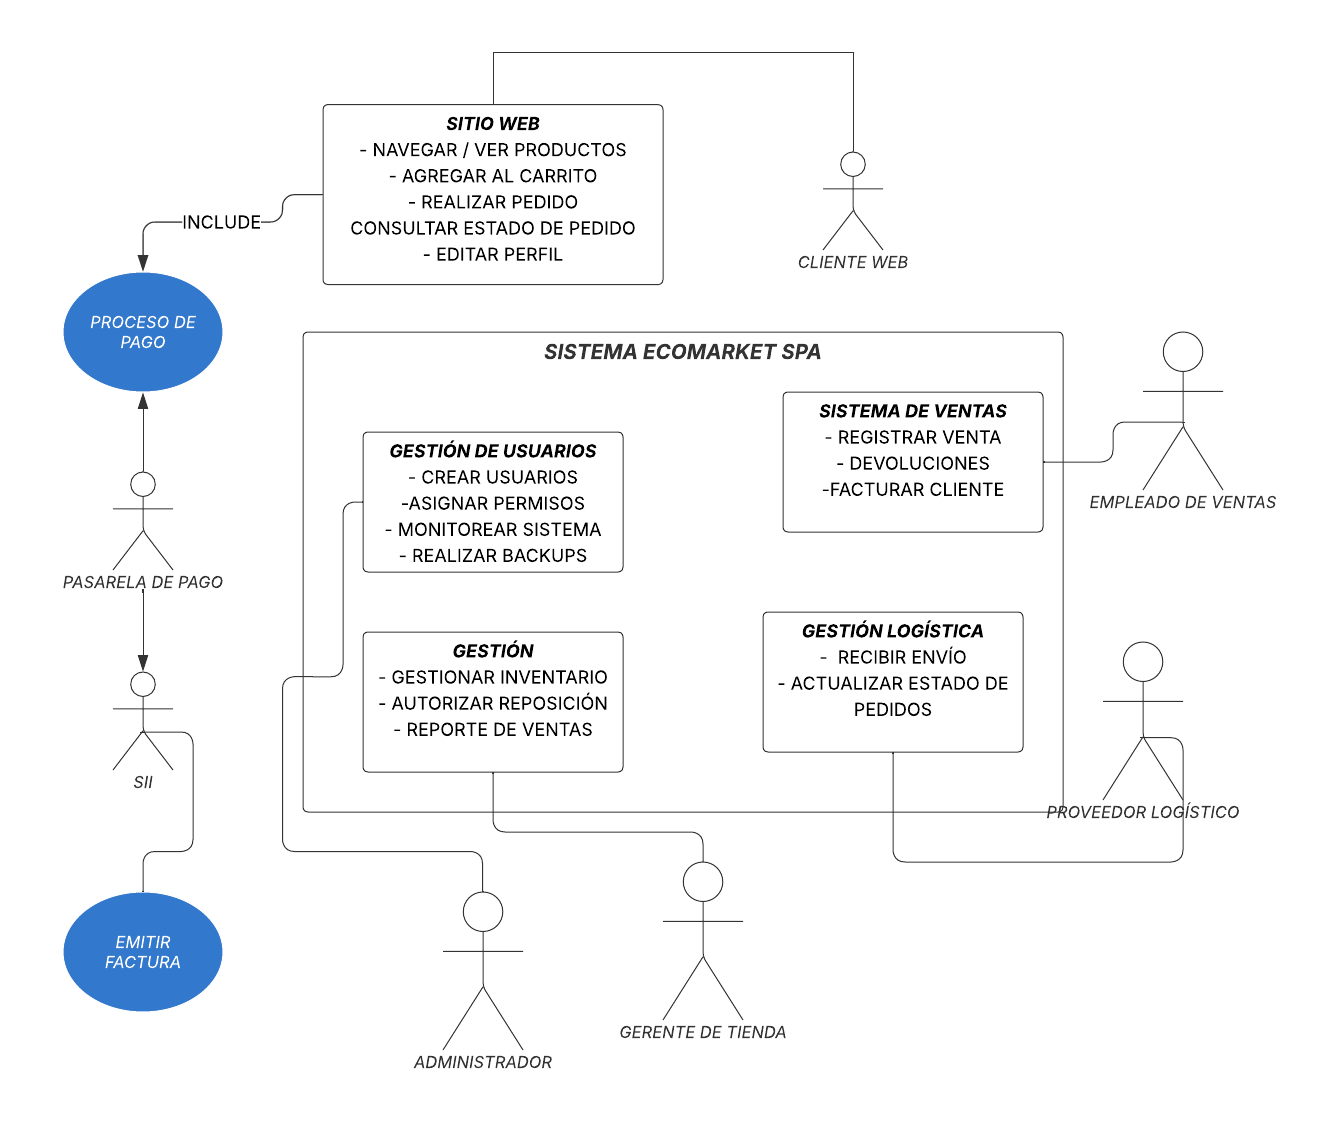 SITIO WEB
- NAVEGAR / VER PRODUCTOS
- AGREGAR AL CARRITO
- REALIZAR PEDIDO
CONSULTAR ESTADO DE PEDIDO
- EDITAR PERFIL
INCLUDE
CLIENTE WEB
PROCESO DE
PAGO
SISTEMA ECOMARKET SPA
SISTEMA DE VENTAS
- REGISTRAR VENTA
- DEVOLUCIONES
-FACTURAR CLIENTE
EMPLEADO DE VENTAS
GESTIÓN DE USUARIOS
- CREAR USUARIOS
-ASIGNAR PERMISOS
- MONITOREAR SISTEMA
- REALIZAR BACKUPS
PASARELA DE PAGO
GESTIÓN
- GESTIONAR INVENTARIO
- AUTORIZAR REPOSICIÓN
- REPORTE DE VENTAS
GESTIÓN LOGÍSTICA
- RECIBIR ENVÍO
- ACTUALIZAR ESTADO DE
PEDIDOS
SII
PROVEEDOR LOGÍSTICO
EMITIR
FACTURA
GERENTE DE TIENDA
ADMINISTRADOR